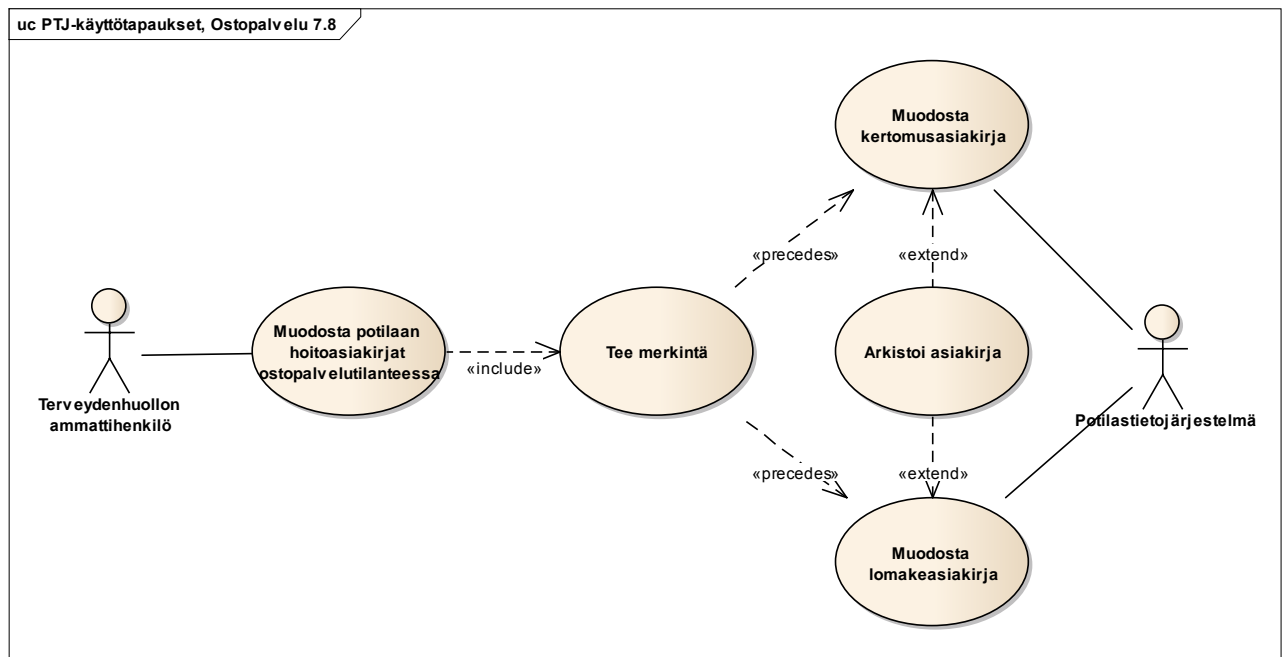 uc PTJ-käyttötapaukset, Ostopalvelu 7.8
Muodosta
kertomusasiakirja
«precedes»
«extend»
Muodosta potilaan
hoitoasiakirjat
ostopalvelutilanteessa
«include»
Tee merkintä
Arkistoi asiakirja
Terveydenhuollon
ammattihenkilö
Potilastietojärjestelmä
«precedes»
«extend»
Muodosta
lomakeasiakirja